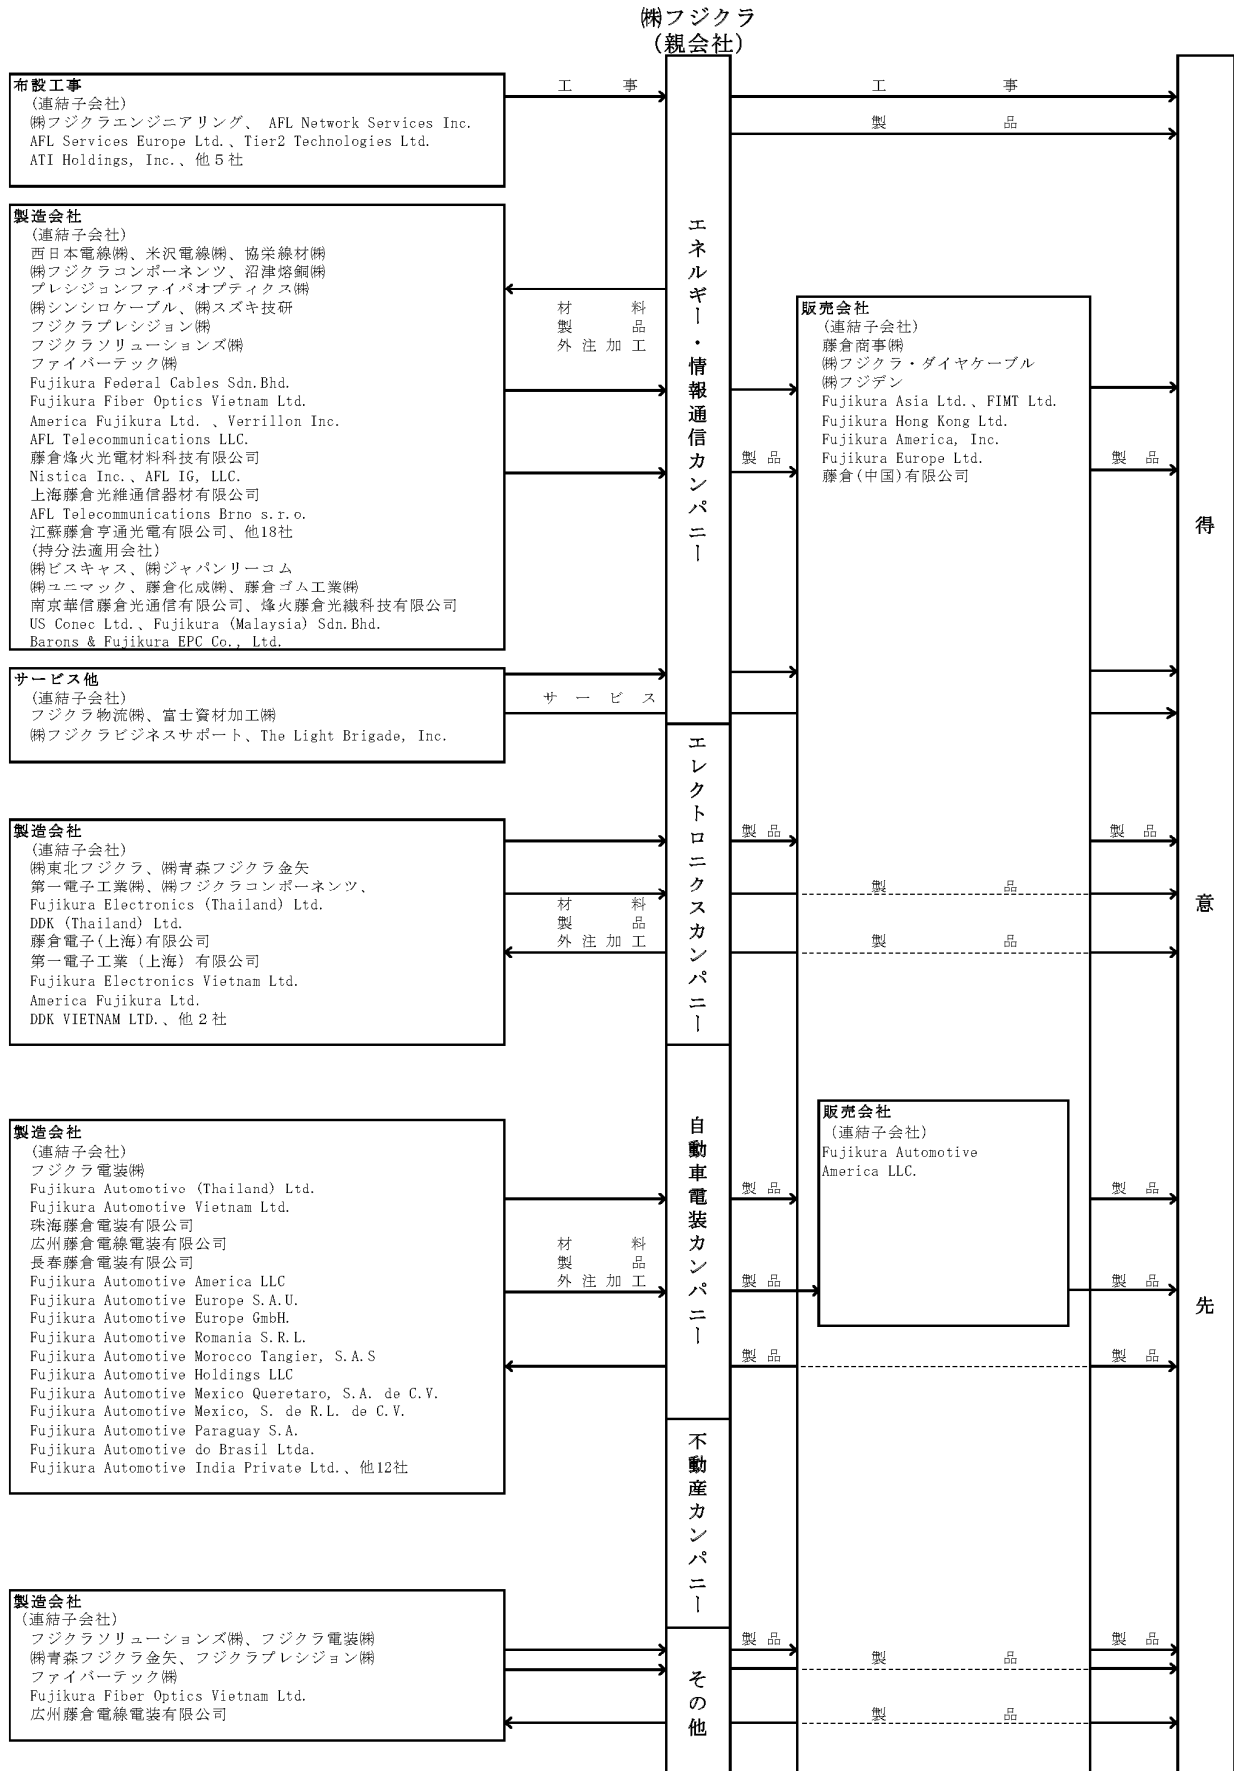 ㈱フジクラ
(親会社)
布設工事
(連結子会社)
㈱フジクラエンジニアリング、 AFL Network Services Inc.
AFL Services Europe Ltd.、Tier2 Technologies Ltd.
ATI Holdings, Inc.、他５社
工 事
工 事
製 品
製造会社
(連結子会社)
西日本電線㈱、米沢電線㈱、協栄線材㈱
㈱フジクラコンポーネンツ、沼津熔銅㈱
プレシジョンファイバオプティクス㈱
㈱シンシロケーブル、㈱スズキ技研
フジクラプレシジョン㈱
フジクラソリューションズ㈱
ファイバーテック㈱
Fujikura Federal Cables Sdn.Bhd.
Fujikura Fiber Optics Vietnam Ltd.
America Fujikura Ltd. 、Verrillon Inc.
AFL Telecommunications LLC.
藤倉烽火光電材料科技有限公司
Nistica Inc.、AFL IG, LLC.
上海藤倉光維通信器材有限公司
AFL Telecommunications Brno s.r.o.
江蘇藤倉亨通光電有限公司、他18社
(持分法適用会社)
㈱ビスキャス、㈱ジャパンリーコム
㈱ユニマック、藤倉化成㈱、藤倉ゴム工業㈱
南京華信藤倉光通信有限公司、烽火藤倉光繊科技有限公司
US Conec Ltd.、Fujikura (Malaysia) Sdn.Bhd.
Barons & Fujikura EPC Co., Ltd.
材 料
製 品
外 注 加 工
エネルギー・情報通信カンパニー
製 品
販売会社
(連結子会社)
藤倉商事㈱
㈱フジクラ・ダイヤケーブル
㈱フジデン
Fujikura Asia Ltd.、FIMT Ltd.
Fujikura Hong Kong Ltd.
Fujikura America, Inc.
Fujikura Europe Ltd.
藤倉(中国)有限公司
製 品
得意先
サービス他
(連結子会社)
フジクラ物流㈱、富士資材加工㈱
㈱フジクラビジネスサポート、The Light Brigade, Inc.
サ ー ビ ス
製造会社
(連結子会社)
㈱東北フジクラ、㈱青森フジクラ金矢
第一電子工業㈱、㈱フジクラコンポーネンツ、
Fujikura Electronics (Thailand) Ltd.
DDK (Thailand) Ltd.
藤倉電子(上海)有限公司
第一電子工業（上海）有限公司
Fujikura Electronics Vietnam Ltd.
America Fujikura Ltd.
DDK VIETNAM LTD.、他２社
材 料
製 品
外 注 加 工
エレクトロニクスカンパニー
製 品
製 品
製 品
製 品
製造会社
(連結子会社)
フジクラ電装㈱
Fujikura Automotive (Thailand) Ltd.
Fujikura Automotive Vietnam Ltd.
珠海藤倉電装有限公司
広州藤倉電線電装有限公司
長春藤倉電装有限公司
Fujikura Automotive America LLC
Fujikura Automotive Europe S.A.U.
Fujikura Automotive Europe GmbH.
Fujikura Automotive Romania S.R.L.
Fujikura Automotive Morocco Tangier, S.A.S
Fujikura Automotive Holdings LLC
Fujikura Automotive Mexico Queretaro, S.A. de C.V.
Fujikura Automotive Mexico, S. de R.L. de C.V.
Fujikura Automotive Paraguay S.A.
Fujikura Automotive do Brasil Ltda.
Fujikura Automotive India Private Ltd.、他12社
材 料
製 品
外 注 加 工
自動車電装カンパニー
製 品
製 品
製 品
販売会社
（連結子会社）
Fujikura Automotive
America LLC.
製 品
製 品
製 品
不動産カンパニー
製造会社
（連結子会社）
フジクラソリューションズ㈱、フジクラ電装㈱
㈱青森フジクラ金矢、フジクラプレシジョン㈱
ファイバーテック㈱
Fujikura Fiber Optics Vietnam Ltd.
広州藤倉電線電装有限公司
その他
製 品
製 品
製 品
製 品